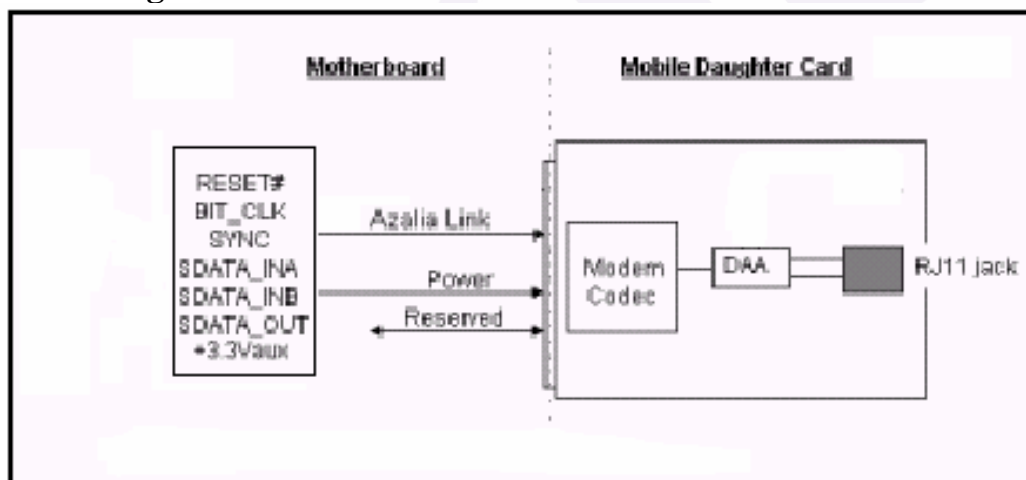 Motherboard
Mobile Daughter Card
RESET#
BIT_CLK
SYNC
SDATA_INA
SDATA_INB
SDATA_OUT
+3.3Vaux
Azalia Link
Power
Reserved
Modem
Codec
DAA
RJ11 jack